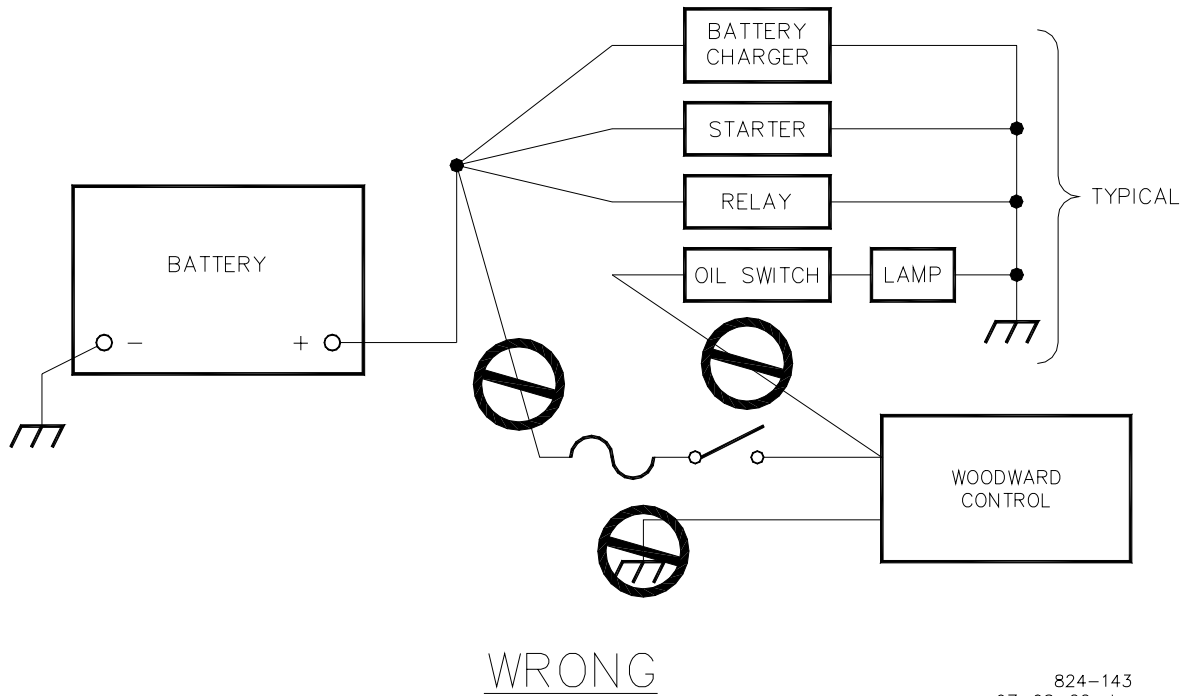 BATTERY
CHARGER
STARTER
RELAY
TYPICAL
BATTERY
OIL SWITCH
LAMP
− +
WOODWARD
CONTROL
WRONG
824−143